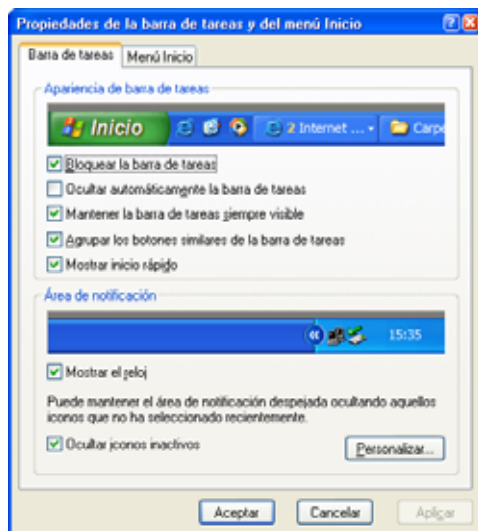 Propiedades de la barra de tareas y del menú Inicio
Barra de tareas Menú Inicio
Apariencia de barra de tareas
Inicio 2 Internet ... Carpe
Bloquear la barra de tareas
Ocultar automáticamente la barra de tareas
Mantener la barra de tareas siempre visible
Agrupar los botones similares de la barra de tareas
Mostrar inicio rápido
Área de notificación
15:35
Mostrar el reloj
Puede mantener el área de notificación despejada ocultando aquellos
iconos que no ha seleccionado recientemente.
Ocultar iconos inactivos
Personalizar...
Aceptar Cancelar Aplicar